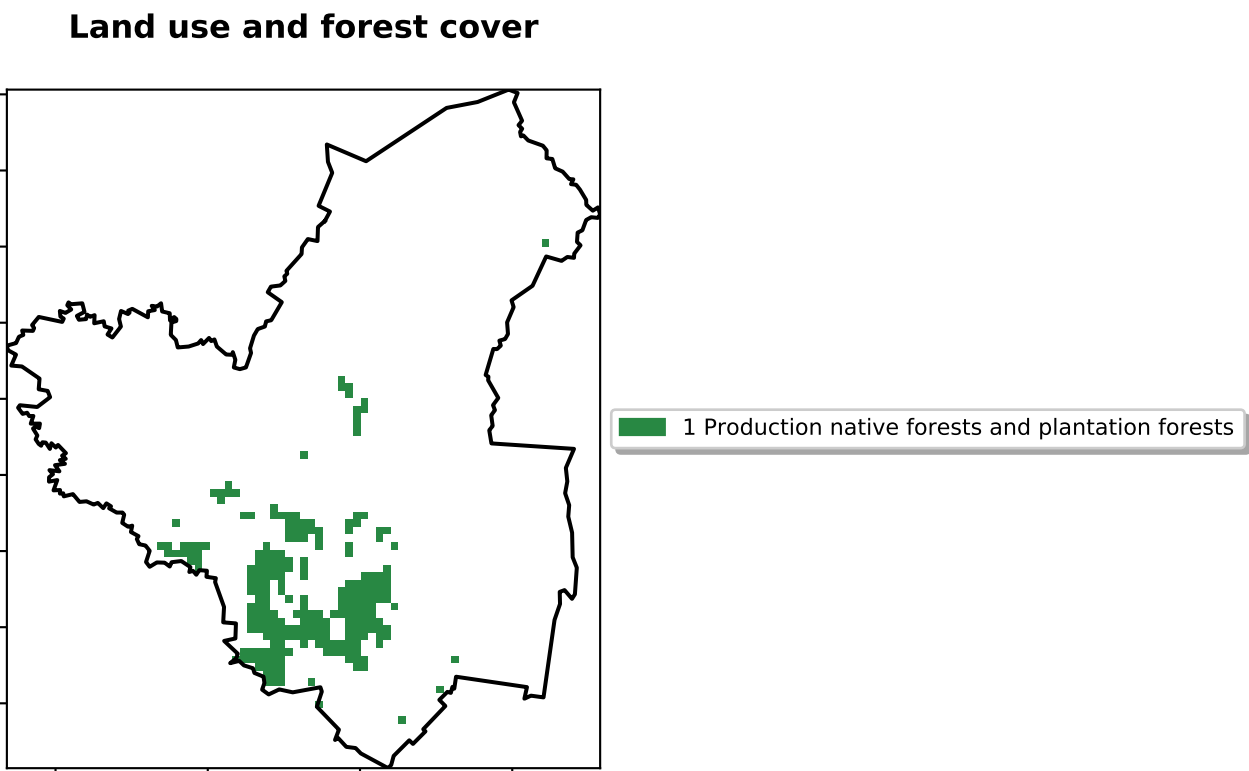 Land use and forest cover
1 Production native forests and plantation forests